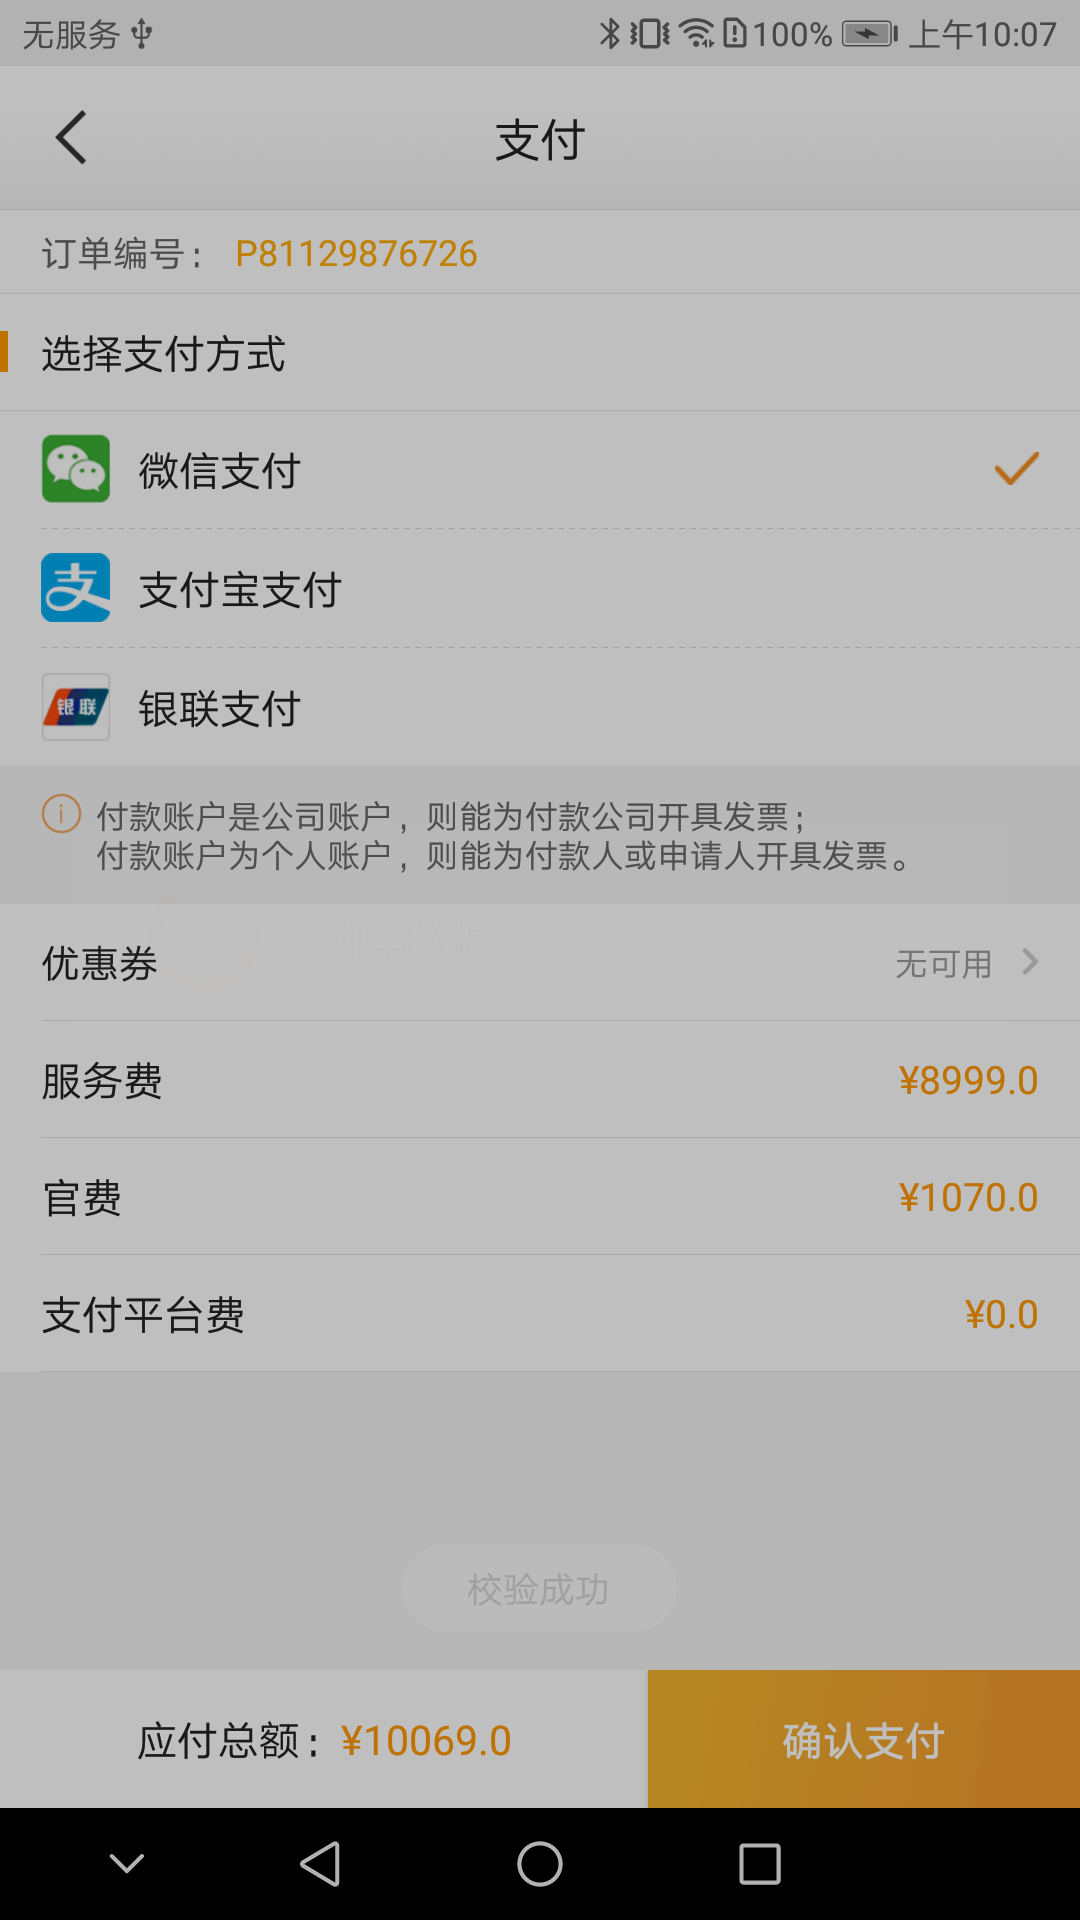 无服务 100% 上午10:07
支付
订单编号： P81129876726
选择支付方式
微信支付
支 支付宝支付
银联 银联支付
付款账户是公司账户，则能为付款公司开具发票；
付款账户为个人账户，则能为付款人或申请人开具发票。
加载数据
优惠券 无可用
服务费 ¥8999.0
官费 ¥1070.0
支付平台费 ¥0.0
校验成功
应付总额：¥10069.0 确认支付